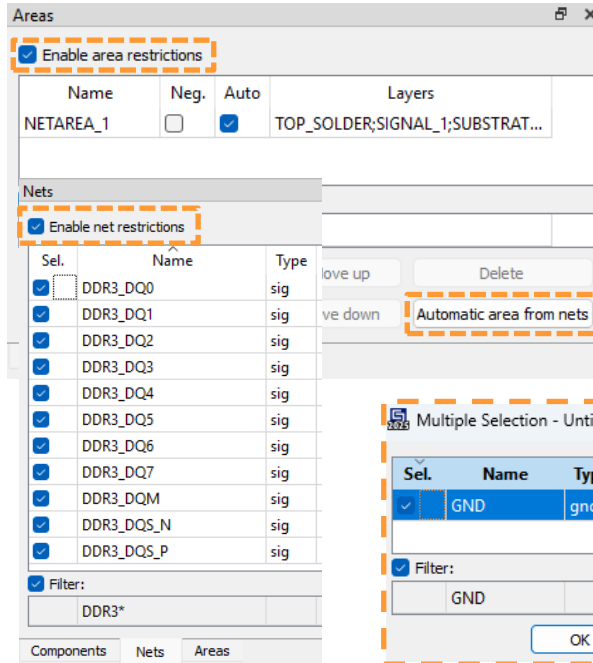 Areas
Enable area restrictions
Name Neg. Auto Layers
NETAREA_1 TOP_SOLDER;SIGNAL_1;SUBSTRAT...
Nets
Enable net restrictions
Sel. Name Type
DDR3_DQ0 sig
DDR3_DQ1 sig
DDR3_DQ2 sig
DDR3_DQ3 sig
DDR3_DQ4 sig
DDR3_DQ5 sig
DDR3_DQ6 sig
DDR3_DQ7 sig
DDR3_DQM sig
DDR3_DQS_N sig
DDR3_DQS_P sig
Filter:
DDR3*
Components Nets Areas
ove up Delete
ve down Automatic area from nets
2025 Multiple Selection - Unti
Sel. Name Ty
GND gnd
Filter:
GND
OK